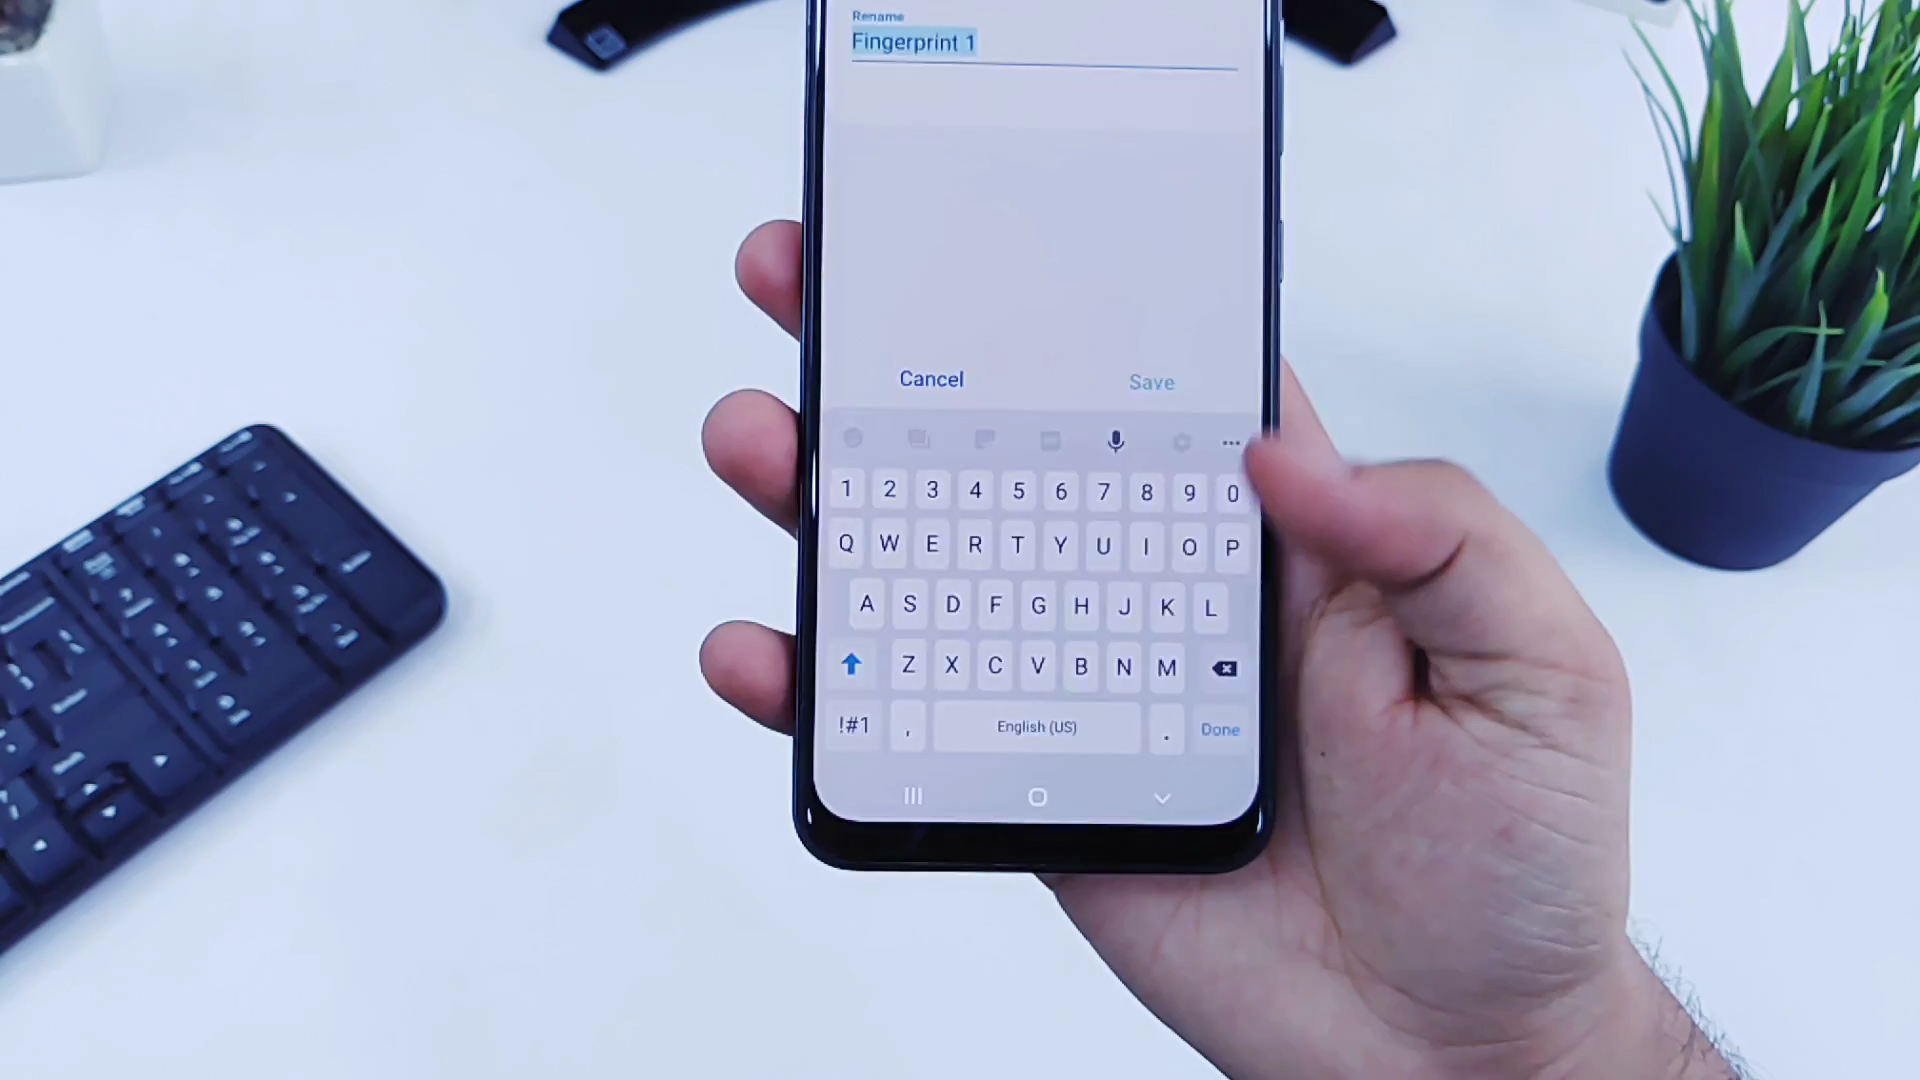 Rename
Fingerprint 1
Cancel
Save
1 2 3 4 5 6 7 8 9 0
Q W E R T Y U I O P
A S D F G H J K L
Z X C V B N M
!#1 , English (US) . Done